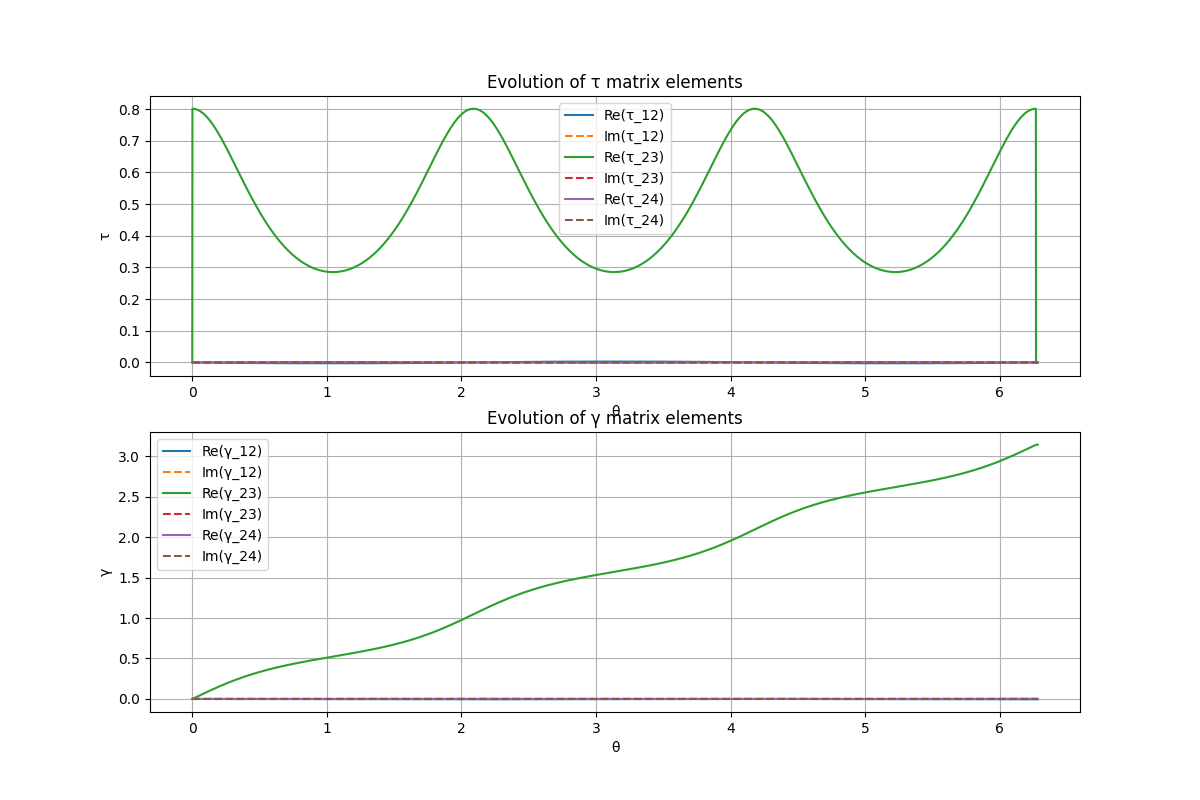 Evolution of τ matrix elements
τ
0.8
0.7
0.6
0.5
0.4
0.3
0.2
0.1
0.0
Re(τ_12)
Im(τ_12)
Re(τ_23)
Im(τ_23)
Re(τ_24)
Im(τ_24)
0 1 2 3 4 5 6
θ
Evolution of γ matrix elements
γ
3.0
2.5
2.0
1.5
1.0
0.5
0.0
Re(γ_12)
Im(γ_12)
Re(γ_23)
Im(γ_23)
Re(γ_24)
Im(γ_24)
0 1 2 3 4 5 6
θ